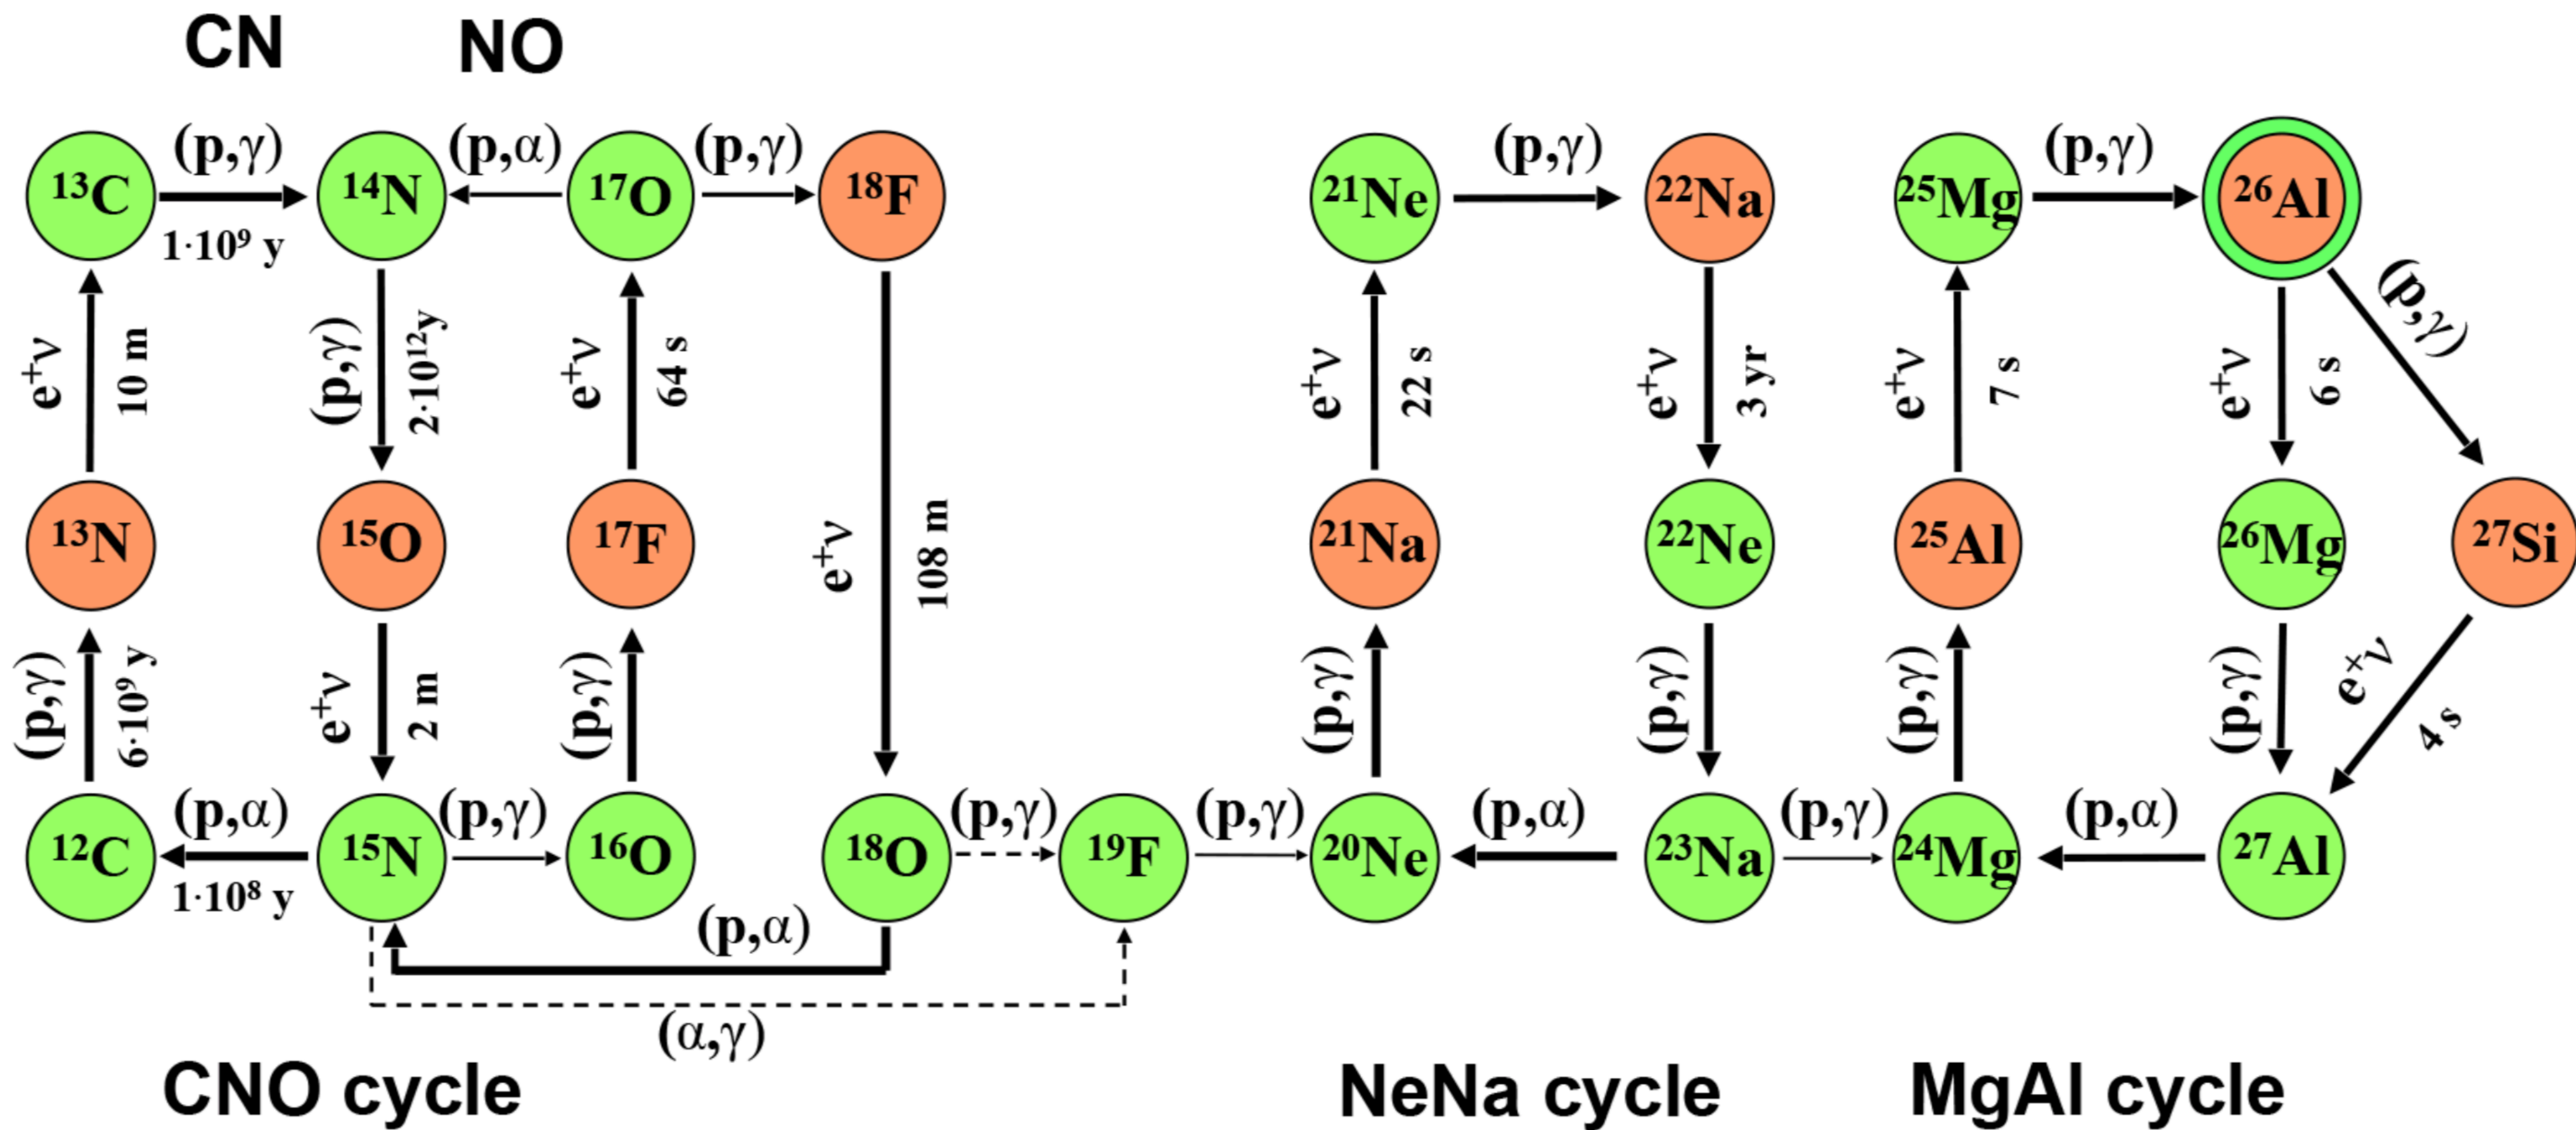 CN NO
(p,γ) (p,α) (p,γ) (p,γ) (p,γ)
¹³C ¹⁴N ¹⁷O ¹⁸F ²¹Ne ²²Na ²⁵Mg ²⁶Al
1·10⁹ y
e⁺ν 10 m (p,γ) 2·10¹²y e⁺ν 64 s e⁺ν 22 s e⁺ν 3 yr e⁺ν 7 s e⁺ν 6 s (p,γ)
e⁺ν 108 m
¹³N ¹⁵O ¹⁷F ²¹Na ²²Ne ²⁵Al ²⁶Mg ²⁷Si
(p,γ) 6·10⁹ y e⁺ν 2 m (p,γ) (p,γ) (p,γ) (p,γ) (p,γ) e⁺ν 4 s
(p,α) (p,γ) (p,γ) (p,γ) (p,α) (p,γ) (p,α)
¹²C ¹⁵N ¹⁶O ¹⁸O ¹⁹F ²⁰Ne ²³Na ²⁴Mg ²⁷Al
1·10⁸ y
(p,α)
(α,γ)
CNO cycle NeNa cycle MgAl cycle